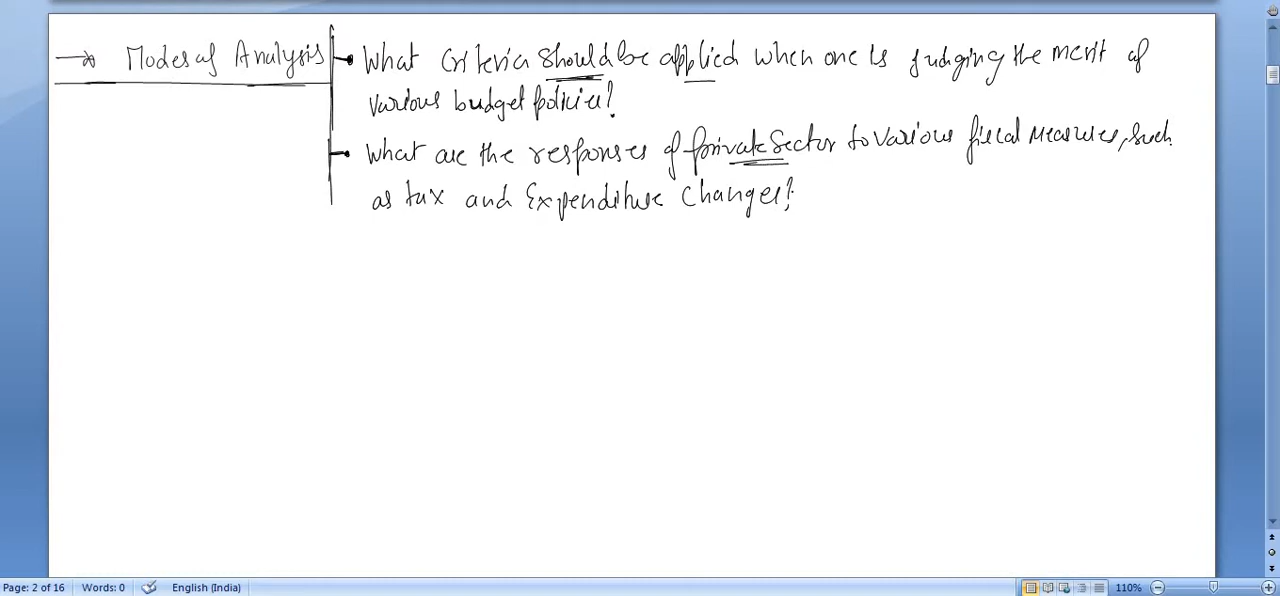 → Modes of Analysis
• What Criteria should be applied when one is judging the merit of
various budget policies?
• What are the responses of private Sector to various fiscal measures, such
as tax and Expenditure Changes?
Page: 2 of 16 Words: 0 English (India) 110%